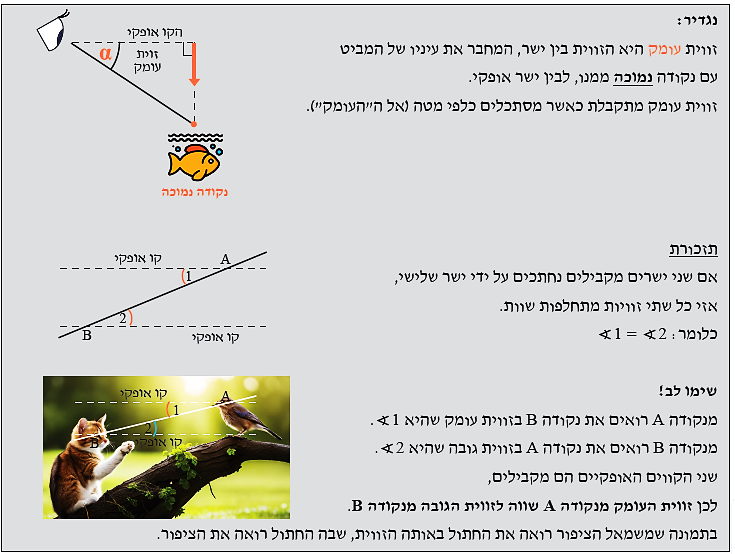 נגדיר:
זווית עומק היא הזווית בין ישר, המחבר את עיניו של המביט
עם נקודה נמוכה ממנו, לבין ישר אופקי.
זווית עומק מתקבלת כאשר מסתכלים כלפי מטה (אל ה"העומק").
הקו אופקי
α
זוית
עומק
נקודה נמוכה
תזכורת
אם שני ישרים מקבילים נחתכים על ידי ישר שלישי,
אזי כל שתי זוויות מתחלפות שוות.
כלומר: ∢1 = ∢2
קו אופקי
A
1
2
B
קו אופקי
שימו לב!
מנקודה A רואים את נקודה B בזווית עומק שהיא ∢1.
מנקודה B רואים את נקודה A בזווית גובה שהיא ∢2.
שני הקווים האופקיים הם מקבילים,
לכן זווית העומק מנקודה A שווה לזווית הגובה מנקודה B.
בתמונה שמשמאל הציפור רואה את החתול באותה הזווית, שבה החתול רואה את הציפור.
קו אופקי
A
1
2
B
קו אופקי